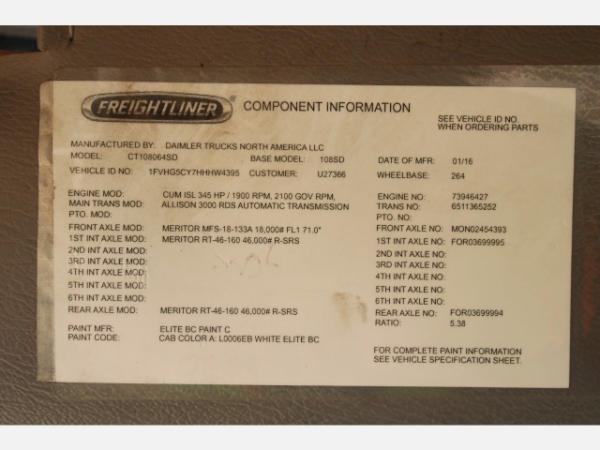 FREIGHTLINER ® COMPONENT INFORMATION
SEE VEHICLE ID NO.
WHEN ORDERING PARTS
MANUFACTURED BY: DAIMLER TRUCKS NORTH AMERICA LLC
MODEL: CT108064SD BASE MODEL: 108SD DATE OF MFR: 01/16
VEHICLE ID NO: 1FVHG5CY7HHHW4395 CUSTOMER: U27366 WHEELBASE: 264
ENGINE MOD: CUM ISL 345 HP / 1900 RPM, 2100 GOV RPM, ENGINE NO: 73946427
MAIN TRANS MOD: ALLISON 3000 RDS AUTOMATIC TRANSMISSION TRANS NO: 6511365252
PTO. MOD: PTO. NO:
FRONT AXLE MOD: MERITOR MFS-18-133A 18,000# FL1 71.0" FRONT AXLE NO: MON02454393
1ST INT AXLE MOD: MERITOR RT-46-160 46,000# R-SRS 1ST INT AXLE NO: FOR03699995
2ND INT AXLE MOD: 2ND INT AXLE NO:
3RD INT AXLE MOD: 3RD INT AXLE NO:
4TH INT AXLE MOD: 4TH INT AXLE NO:
5TH INT AXLE MOD: 5TH INT AXLE NO:
6TH INT AXLE MOD: 6TH INT AXLE NO:
REAR AXLE MOD: MERITOR RT-46-160 46,000# R-SRS REAR AXLE NO: FOR03699994
RATIO: 5.38
PAINT MFR: ELITE BC PAINT C
PAINT CODE: CAB COLOR A: L0006EB WHITE ELITE BC
FOR COMPLETE PAINT INFORMATION
SEE VEHICLE SPECIFICATION SHEET.